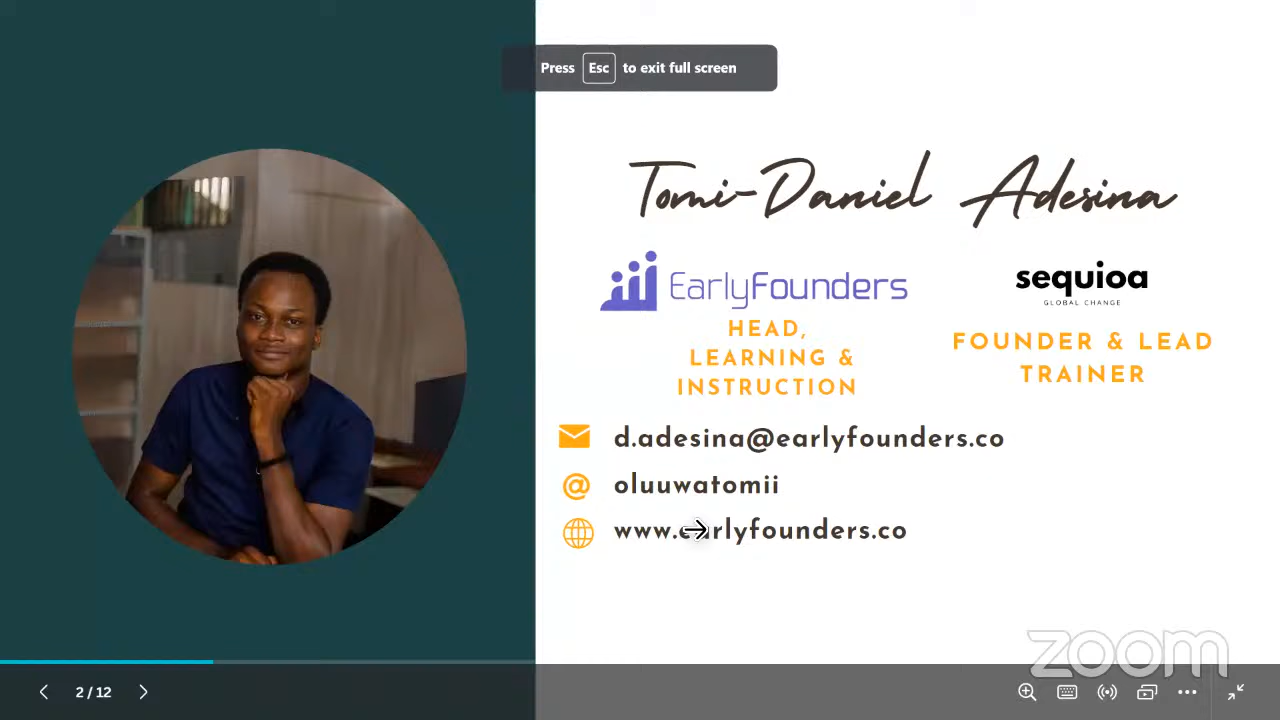 Press Esc to exit full screen
Tomi-Daniel Adesina
EarlyFounders
HEAD,
LEARNING &
INSTRUCTION
sequioa
GLOBAL CHANGE
FOUNDER & LEAD
TRAINER
d.adesina@earlyfounders.co
@ oluuwatomii
www.earlyfounders.co
zoom
2 / 12